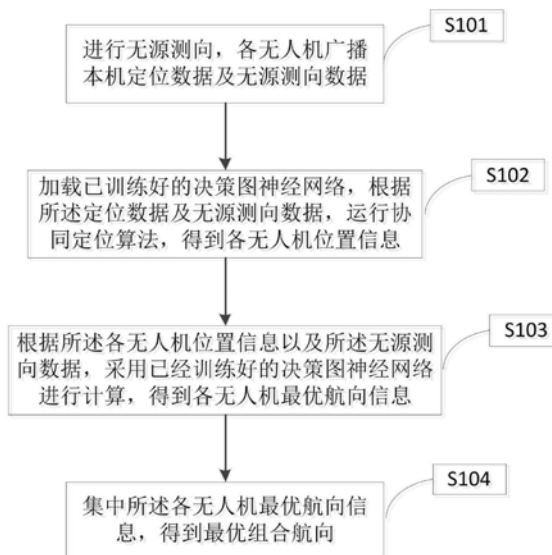 S101
进行无源测向，各无人机广播
本机定位数据及无源测向数据
S102
加载已训练好的决策图神经网络，根据
所述定位数据及无源测向数据，运行协
同定位算法，得到各无人机位置信息
S103
根据所述各无人机位置信息以及所述无源测
向数据，采用已经训练好的决策图神经网络
进行计算，得到各无人机最优航向信息
S104
集中所述各无人机最优航向信
息，得到最优组合航向